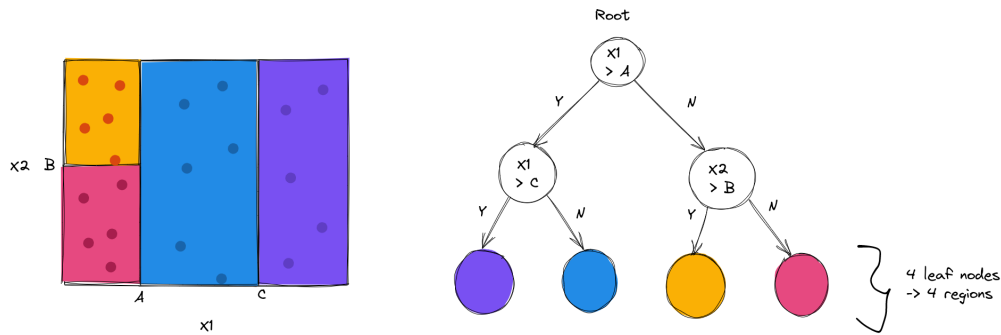 x2
B
A
C
x1
Root
x1
> A
Y
N
x1
> C
x2
> B
Y
N
Y
N
4 leaf nodes
-> 4 regions